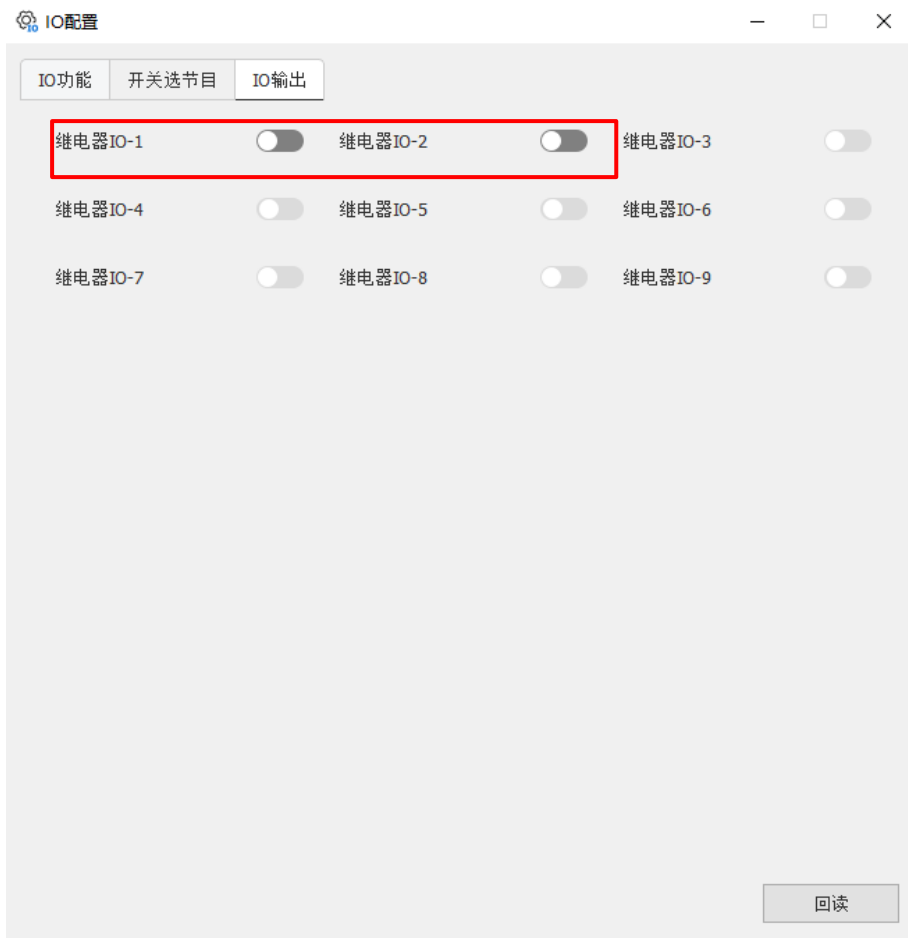 IO配置
IO功能 开关选节目 IO输出
继电器IO-1 继电器IO-2 继电器IO-3
继电器IO-4 继电器IO-5 继电器IO-6
继电器IO-7 继电器IO-8 继电器IO-9
回读